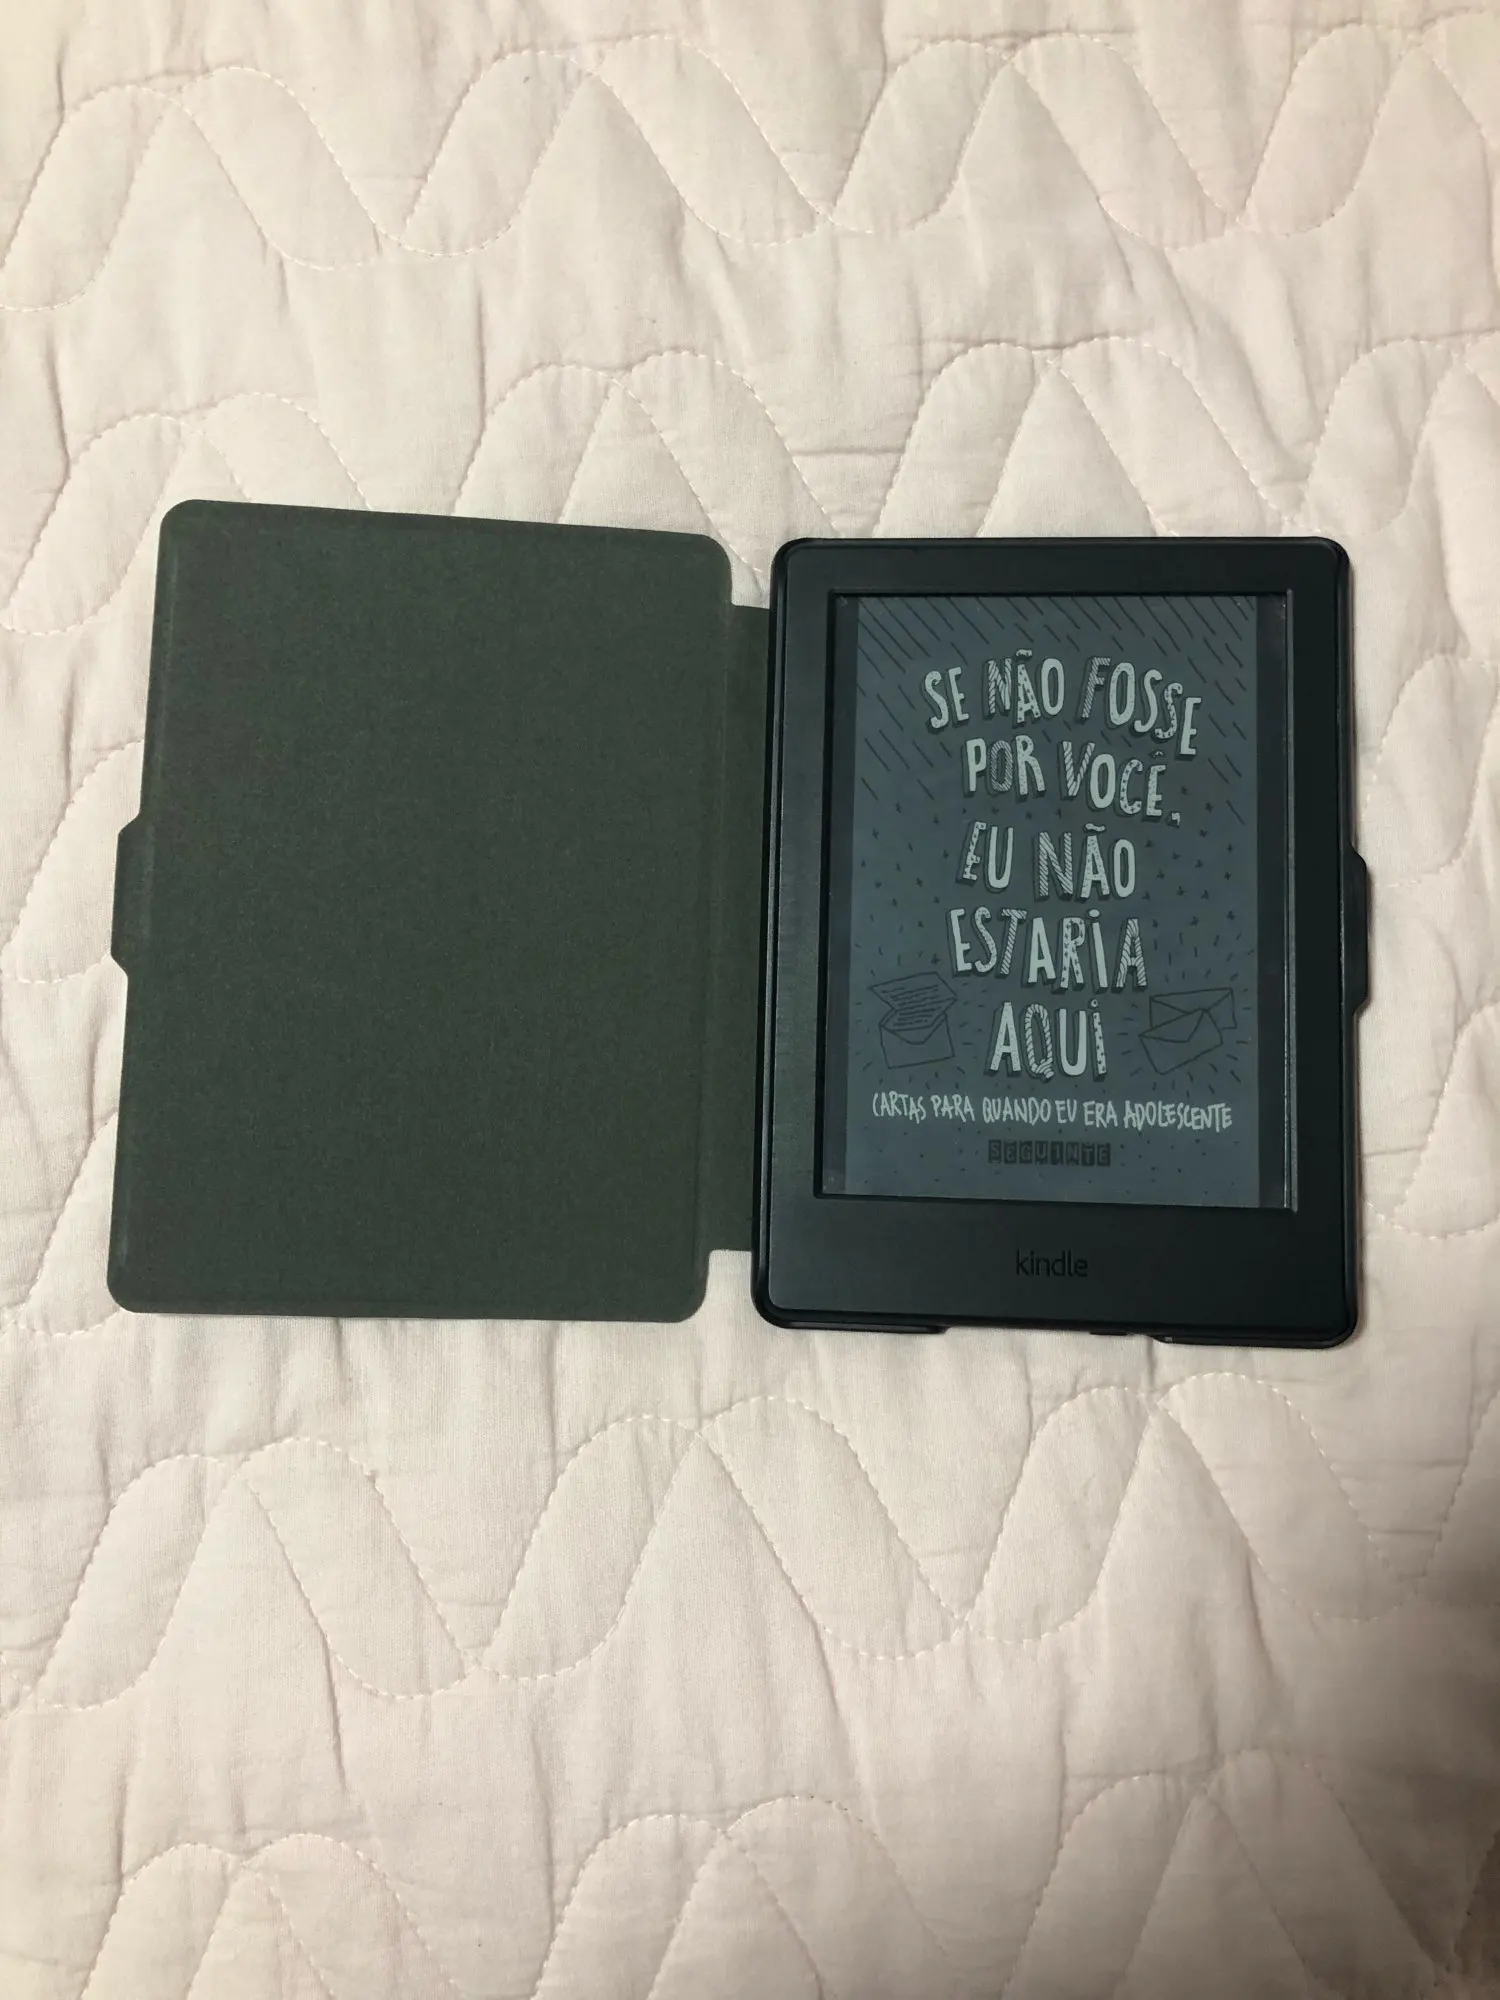 SE NÃO FOSSE
POR VOCÊ,
EU NÃO
ESTARIA
AQUI
CARTAS PARA QUANDO EU ERA ADOLESCENTE
SEGUINTE
kindle